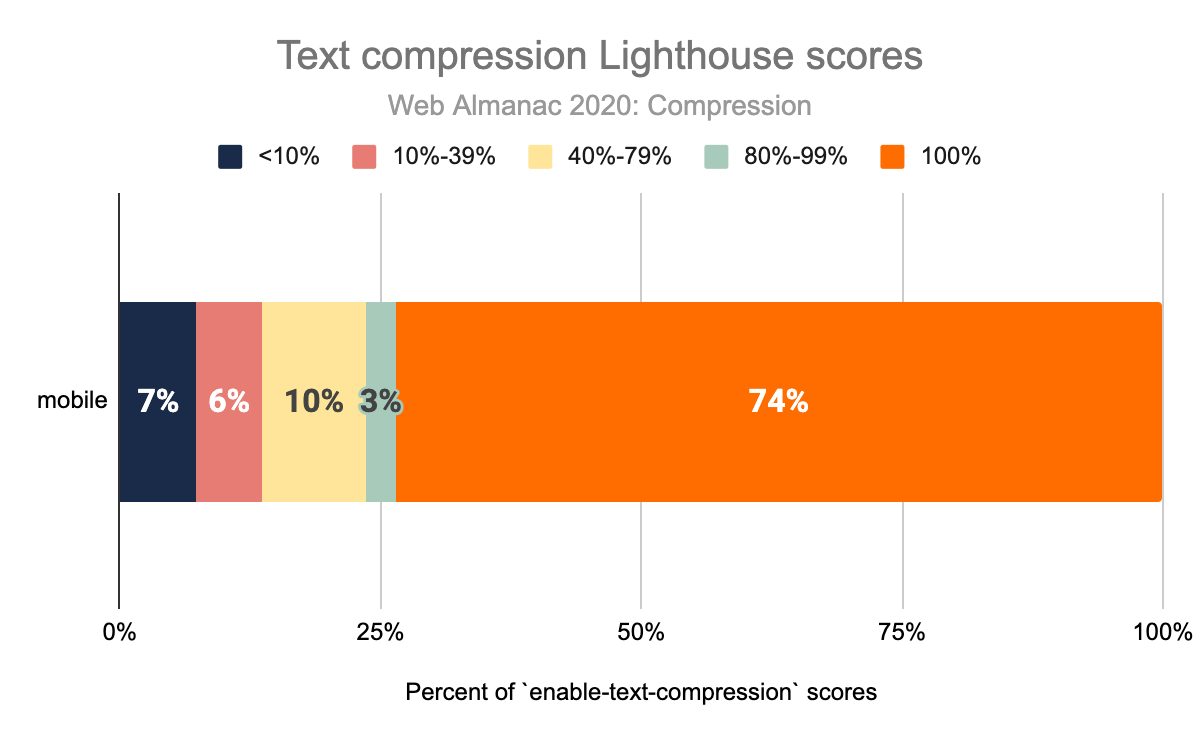 Text compression Lighthouse scores
Web Almanac 2020: Compression
<10% 10%-39% 40%-79% 80%-99% 100%
mobile 7% 6% 10% 3% 74%
0% 25% 50% 75% 100%
Percent of `enable-text-compression` scores